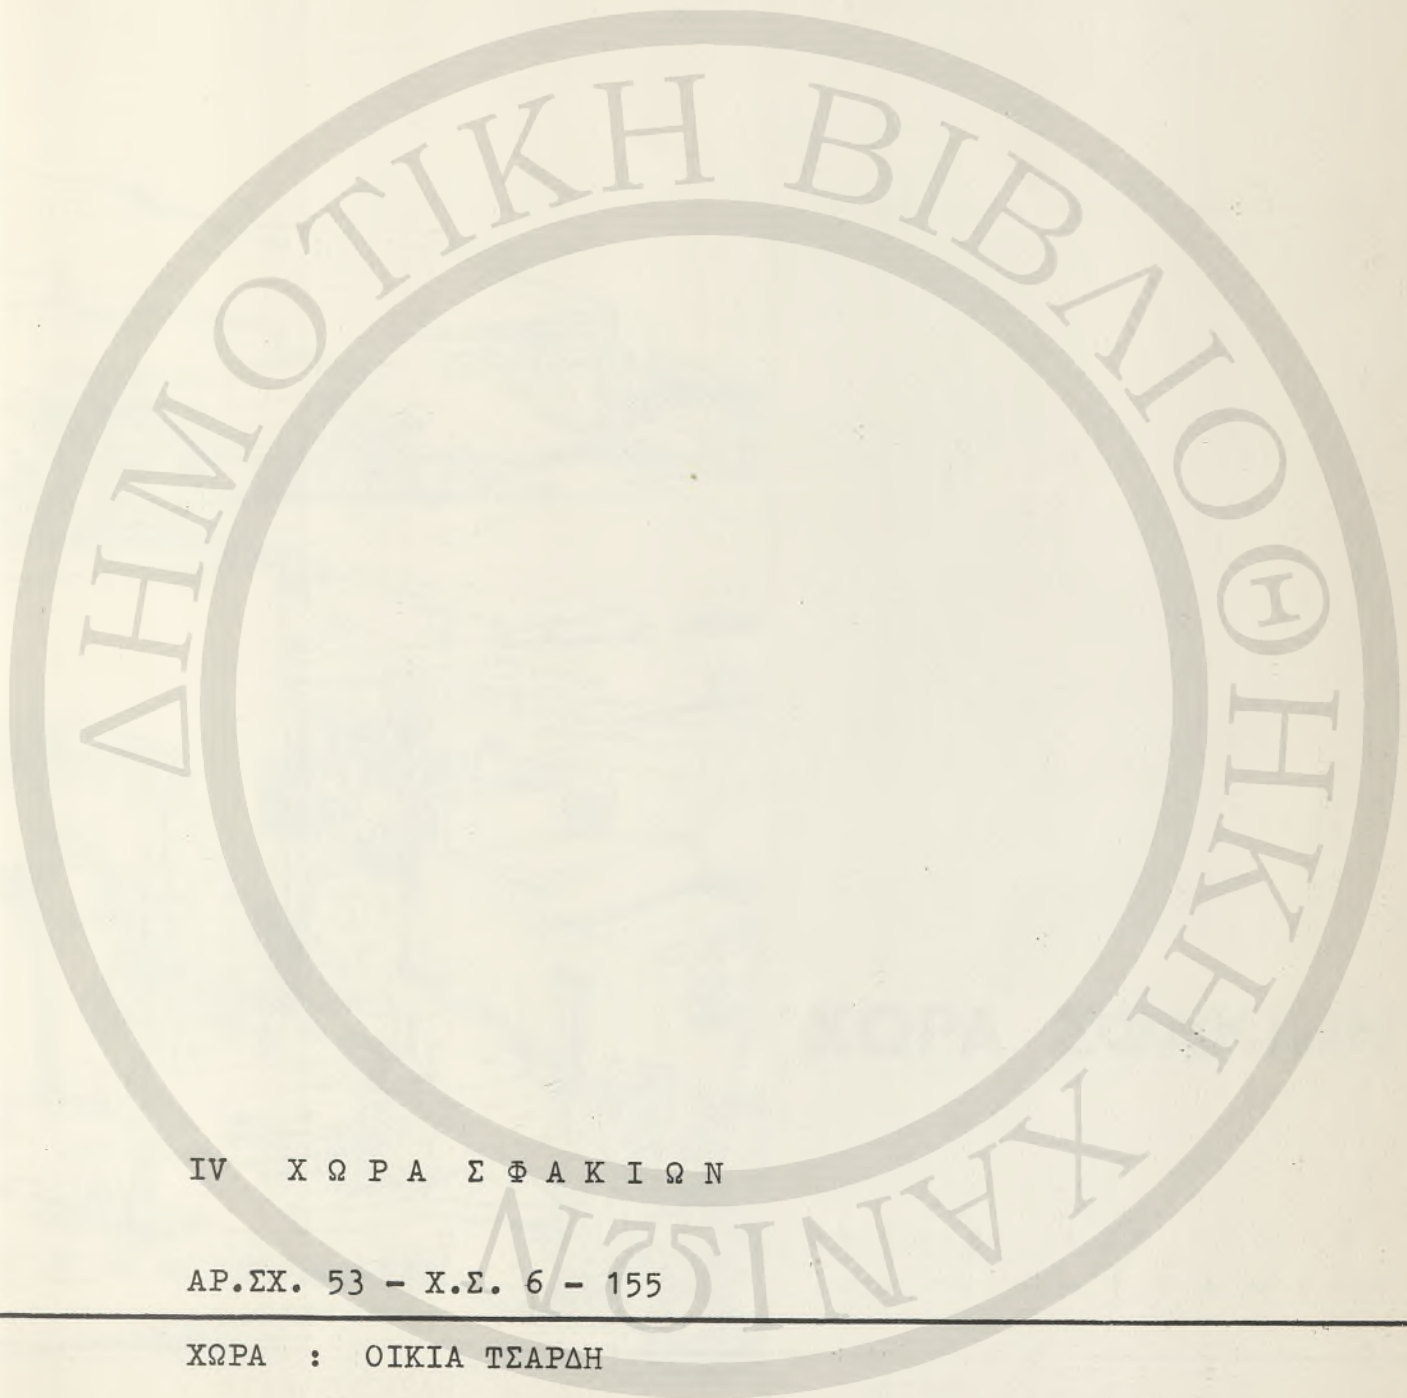 ΔΗΜΟΤΙΚΗ ΒΙΒΛΙΟΘΗΚΗ ΧΑΝΙΩΝ
IV Χ Ω Ρ Α Σ Φ Α Κ Ι Ω Ν
ΑΡ.ΣΧ. 53 - Χ.Σ. 6 - 155
ΧΩΡΑ : ΟΙΚΙΑ ΤΣΑΡΔΗ